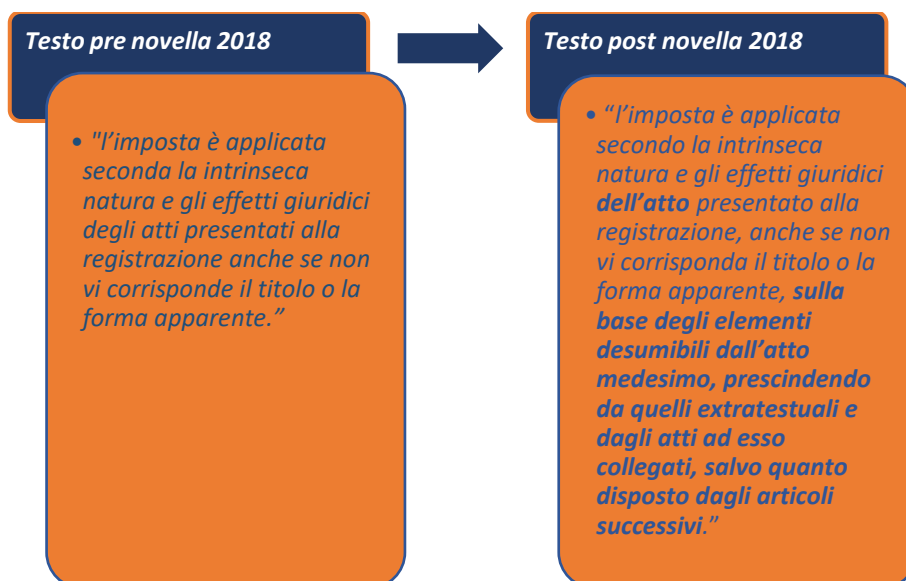 Testo pre novella 2018
• "l’imposta è applicata
seconda la intrinseca
natura e gli effetti giuridici
degli atti presentati alla
registrazione anche se non
vi corrisponde il titolo o la
forma apparente.”
Testo post novella 2018
• “l’imposta è applicata
secondo la intrinseca
natura e gli effetti giuridici
dell’atto presentato alla
registrazione, anche se non
vi corrisponda il titolo o la
forma apparente, sulla
base degli elementi
desumibili dall’atto
medesimo, prescindendo
da quelli extratestuali e
dagli atti ad esso
collegati, salvo quanto
disposto dagli articoli
successivi.”